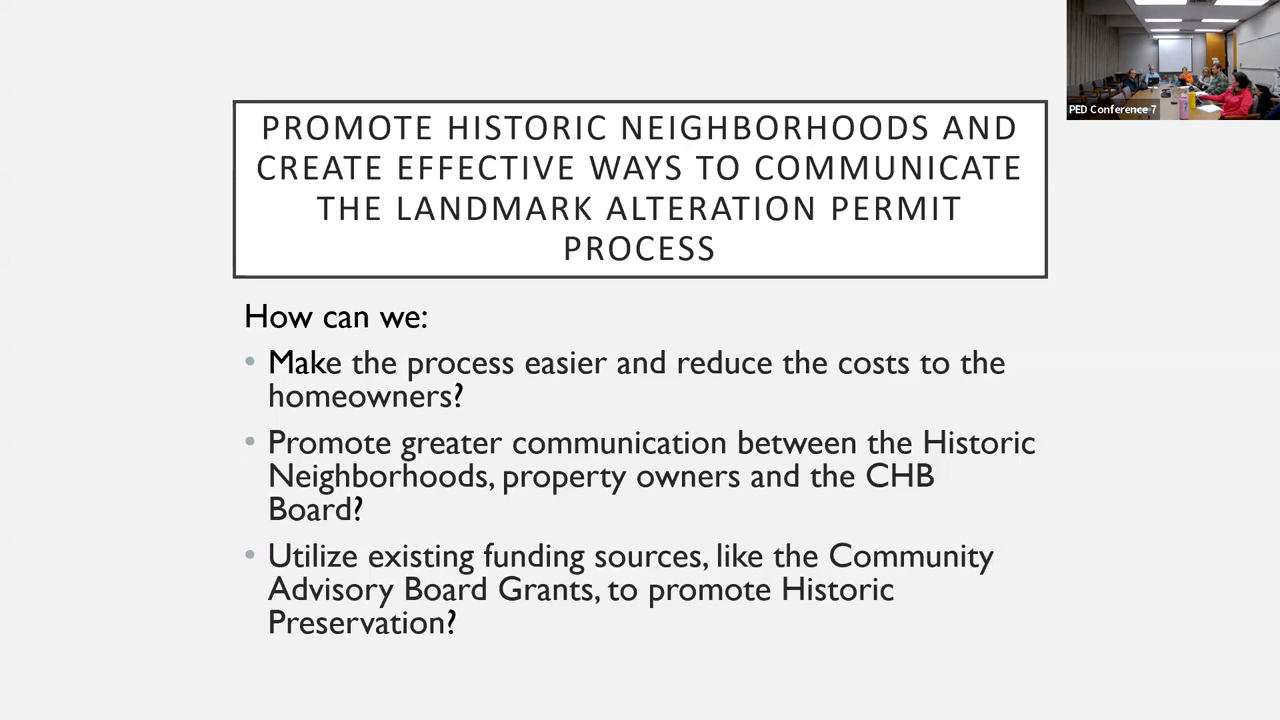 PROMOTE HISTORIC NEIGHBORHOODS AND
CREATE EFFECTIVE WAYS TO COMMUNICATE
THE LANDMARK ALTERATION PERMIT
PROCESS
PED Conference 7
How can we:
• Make the process easier and reduce the costs to the
homeowners?
• Promote greater communication between the Historic
Neighborhoods, property owners and the CHB
Board?
• Utilize existing funding sources, like the Community
Advisory Board Grants, to promote Historic
Preservation?